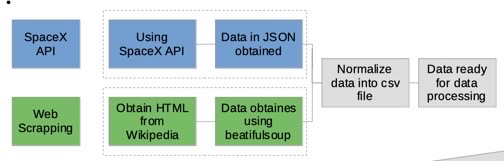 SpaceX
API
Using
SpaceX API
Data in JSON
obtained
Normalize
data into csv
file
Data ready
for data
processing
Web
Scrapping
Obtain HTML
from
Wikipedia
Data obtaines
using
beatifulsoup